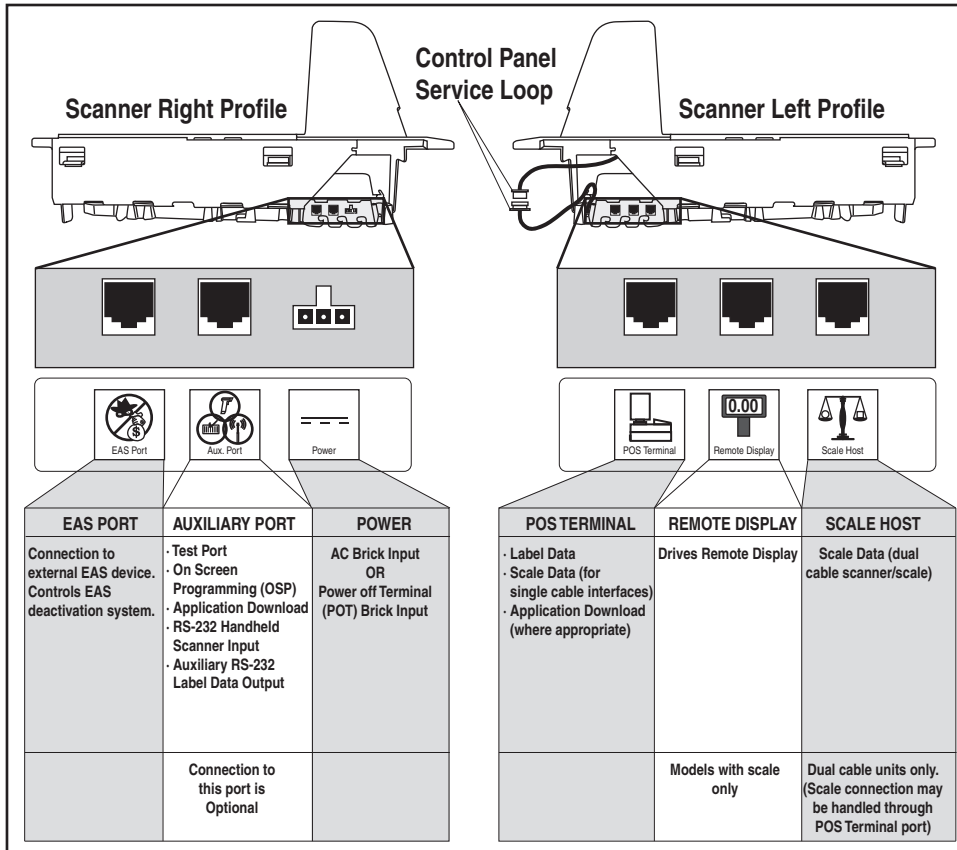 Control Panel
Service Loop
Scanner Right Profile
Scanner Left Profile
EAS Port
Aux. Port
Power
$
POS Terminal
Remote Display
Scale Host
0.00
EAS PORT
Connection to
external EAS device.
Controls EAS
deactivation system.
AUXILIARY PORT
· Test Port
· On Screen
Programming (OSP)
· Application Download
· RS-232 Handheld
Scanner Input
· Auxiliary RS-232
Label Data Output
Connection to
this port is
Optional
POWER
AC Brick Input
OR
Power off Terminal
(POT) Brick Input
POS TERMINAL
· Label Data
· Scale Data (for
single cable interfaces)
· Application Download
(where appropriate)
REMOTE DISPLAY
Drives Remote Display
Models with scale
only
SCALE HOST
Scale Data (dual
cable scanner/scale)
Dual cable units only.
(Scale connection may
be handled through
POS Terminal port)